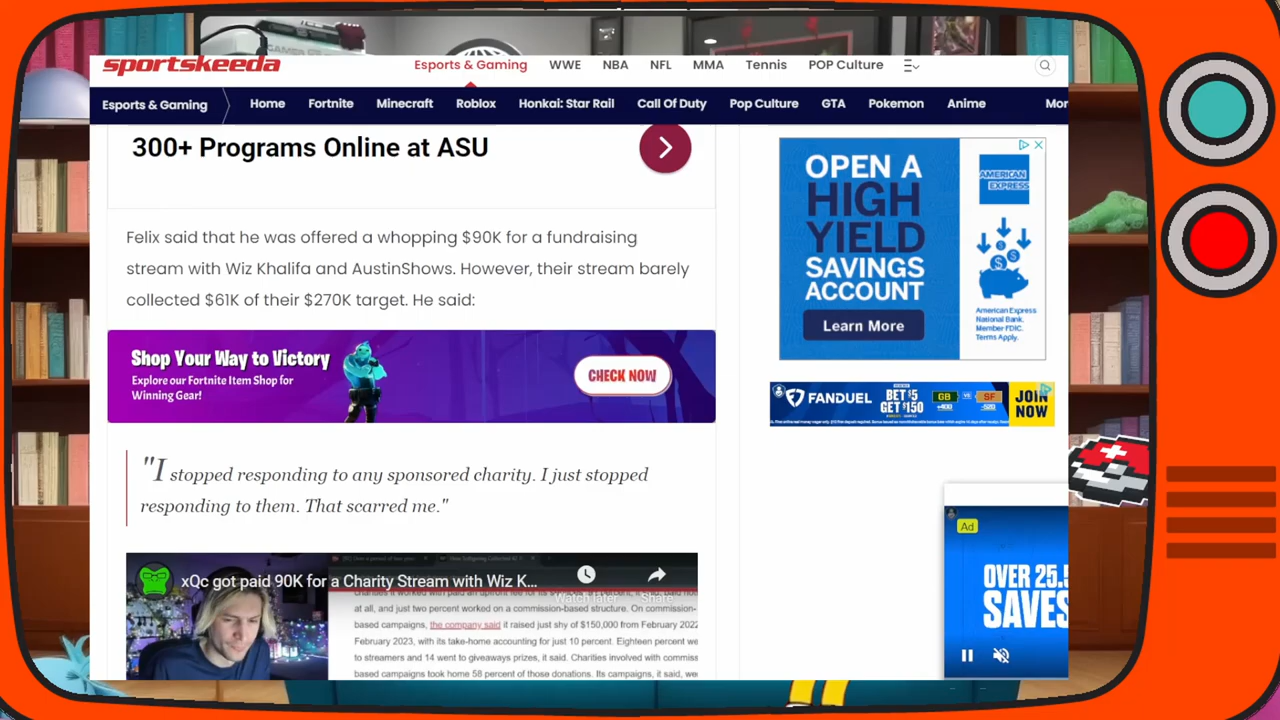 GAMER
sportskeeda
Esports & Gaming WWE NBA NFL MMA Tennis POP Culture
Esports & Gaming Home Fortnite Minecraft Roblox Honkai: Star Rail Call Of Duty Pop Culture GTA Pokemon Anime Mor
300+ Programs Online at ASU
Felix said that he was offered a whopping $90K for a fundraising
stream with Wiz Khalifa and AustinShows. However, their stream barely
collected $61K of their $270K target. He said:
Shop Your Way to Victory
Explore our Fortnite Item Shop for
Winning Gear!
CHECK NOW
"I stopped responding to any sponsored charity. I just stopped
responding to them. That scarred me."
xQc got paid 90K for a Charity Stream with Wiz K...
Watch later Share
at all, and just two percent worked on a commission-based structure. On commission-
based campaigns, the company said it raised just shy of $150,000 from February 2022
February 2023, with its take-home accounting for just 10 percent. Eighteen percent we
to streamers and 14 went to giveaways prizes, it said. Charities involved with commiss
based campaigns took home 58 percent of those donations. Its campaigns, it said, we
OPEN A
HIGH
YIELD
SAVINGS
ACCOUNT
Learn More
AMERICAN
EXPRESS
American Express
National Bank.
Member FDIC.
Terms Apply.
FANDUEL
BET $5
GET $150
GB VS SF
JOIN
NOW
Ad
OVER 25.5
SAVES